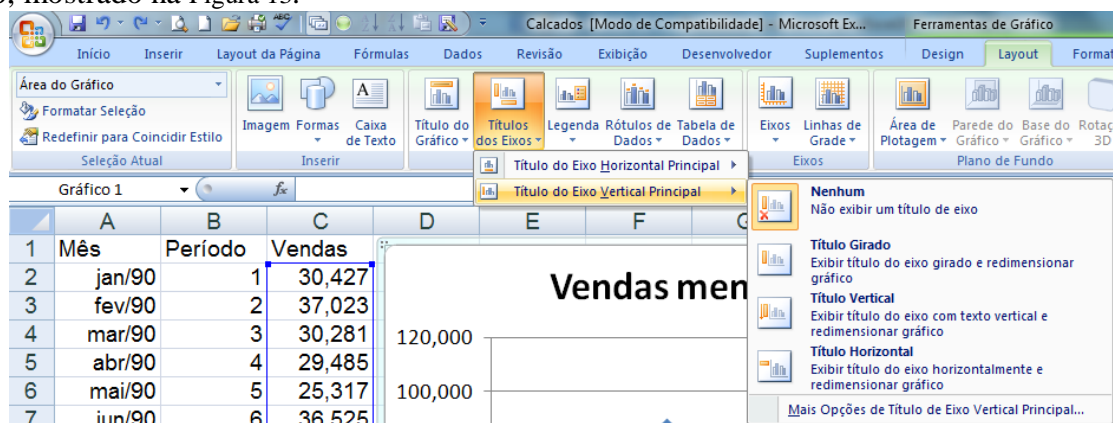 o, mostrado na Figura 15.
Calcados [Modo de Compatibilidade] - Microsoft Ex... Ferramentas de Gráfico
Início Inserir Layout da Página Fórmulas Dados Revisão Exibição Desenvolvedor Suplementos Design Layout Format
Área do Gráfico
Formatar Seleção
Redefinir para Coincidir Estilo
Seleção Atual
Imagem Formas Caixa de Texto
Inserir
Título do Gráfico
Títulos dos Eixos
Legenda
Rótulos de Dados
Tabela de Dados
Eixos
Linhas de Grade
Eixos
Área de Plotagem
Parede do Gráfico
Base do Gráfico
Rotaç 3D
Plano de Fundo
Título do Eixo Horizontal Principal
Título do Eixo Vertical Principal
Nenhum
Não exibir um título de eixo
Título Girado
Exibir título do eixo girado e redimensionar
gráfico
Título Vertical
Exibir título do eixo com texto vertical e
redimensionar gráfico
Título Horizontal
Exibir título do eixo horizontalmente e
redimensionar gráfico
Mais Opções de Título de Eixo Vertical Principal...
Gráfico 1 fx
A B C D E F
1 Mês Período Vendas
2 jan/90 1 30,427
3 fev/90 2 37,023
4 mar/90 3 30,281
5 abr/90 4 29,485
6 mai/90 5 25,317
7 jun/90 6 36,525
Vendas men
120,000
100,000